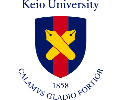 Keio University
1858
CALAMVS GLADIO FORTIOR